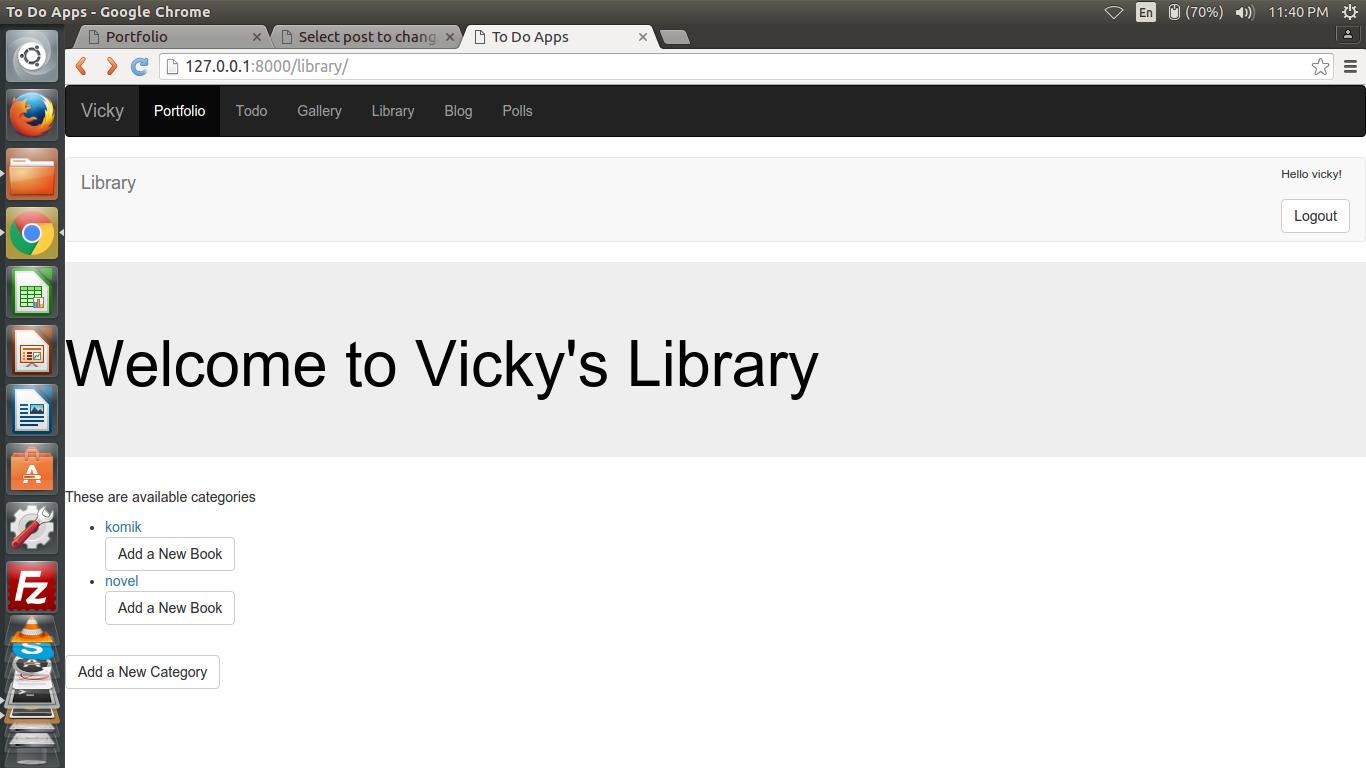 To Do Apps - Google Chrome
En
(70%)
11:40 PM
Portfolio
Select post to chang
To Do Apps
127.0.0.1:8000/library/
Vicky
Portfolio
Todo
Gallery
Library
Blog
Polls
Library
Hello vicky!
Logout
Welcome to Vicky's Library
These are available categories
komik
Add a New Book
novel
Add a New Book
Add a New Category
A
Fz
S